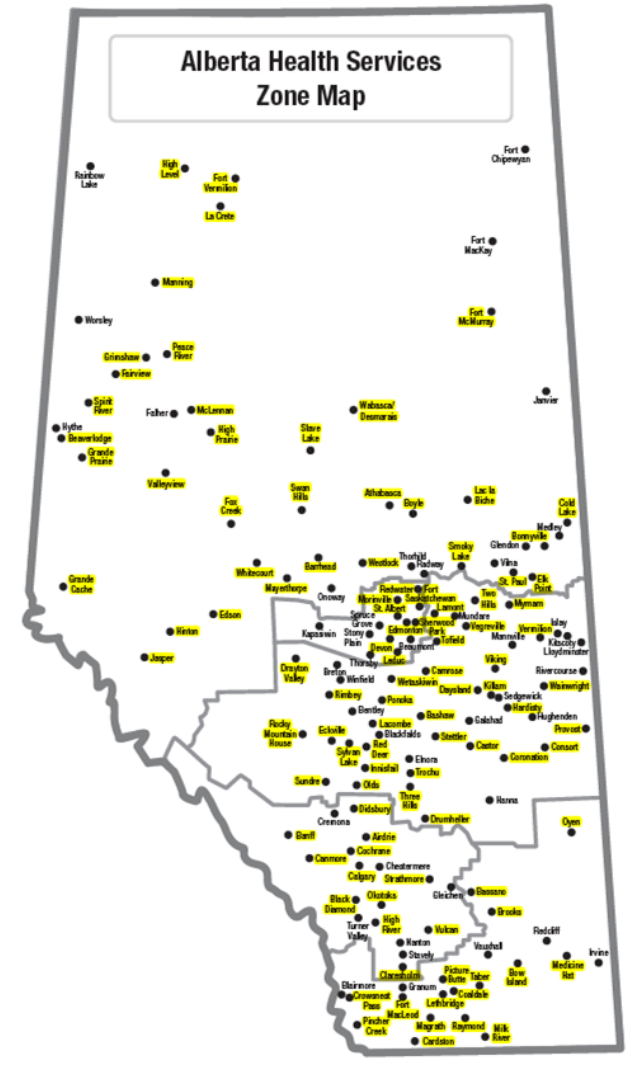 Alberta Health Services
Zone Map
Fort
Chipewyan
Rainbow
Lake
High
Level
Fort
Vermilion
La Crete
Fort
MacKay
Manning
Worsley
Fort
McMurray
Peace
River
Grimshaw
Fairview
Janvier
Spirit
River
Falher
McLennan
Wabasca/
Desmarais
Hythe
Beaverlodge
High
Prairie
Slave
Lake
Grande
Prairie
Valleyview
Fox
Creek
Swan
Hills
Athabasca
Boyle
Lac la
Biche
Cold
Lake
Medley
Bonnyville
Glendon
Smoky
Lake
Thorhild
Radway
Westlock
Barrhead
Whitecourt
Vilna
St. Paul
Elk
Point
Grande
Cache
Mayerthorpe
Onoway
Redwater
Fort
Saskatchewan
Morinville
St. Albert
Two
Hills
Myrnam
Lamont
Mundare
Edson
Spruce
Grove
Kapaswin
Stony
Plain
Edmonton
Sherwood
Park
Vegreville
Vermilion
Islay
Mannville
Kitscoty
Lloydminster
Hinton
Jasper
Devon
Beaumont
Tofield
Leduc
Thorsby
Viking
Drayton
Valley
Breton
Winfield
Camrose
Rivercourse
Wetaskiwin
Daysland
Killam
Sedgewick
Wainwright
Rimbey
Ponoka
Hardisty
Bentley
Bashaw
Galahad
Hughenden
Provost
Rocky
Mountain
House
Eckville
Lacombe
Blackfalds
Stettler
Sylvan
Lake
Red
Deer
Castor
Consort
Coronation
Elnora
Innisfail
Trochu
Sundre
Olds
Three
Hills
Hanna
Didsbury
Cremona
Drumheller
Oyen
Banff
Airdrie
Cochrane
Canmore
Chestermere
Calgary
Strathmore
Gleichen
Bassano
Black
Diamond
Okotoks
Brooks
Turner
Valley
High
River
Vulcan
Redcliff
Nanton
Vauxhall
Stavely
Irvine
Claresholm
Picture
Butte
Taber
Bow
Island
Medicine
Hat
Blairmore
Granum
Crowsnest
Pass
Coaldale
Fort
MacLeod
Lethbridge
Pincher
Creek
Magrath
Raymond
Milk
River
Cardston